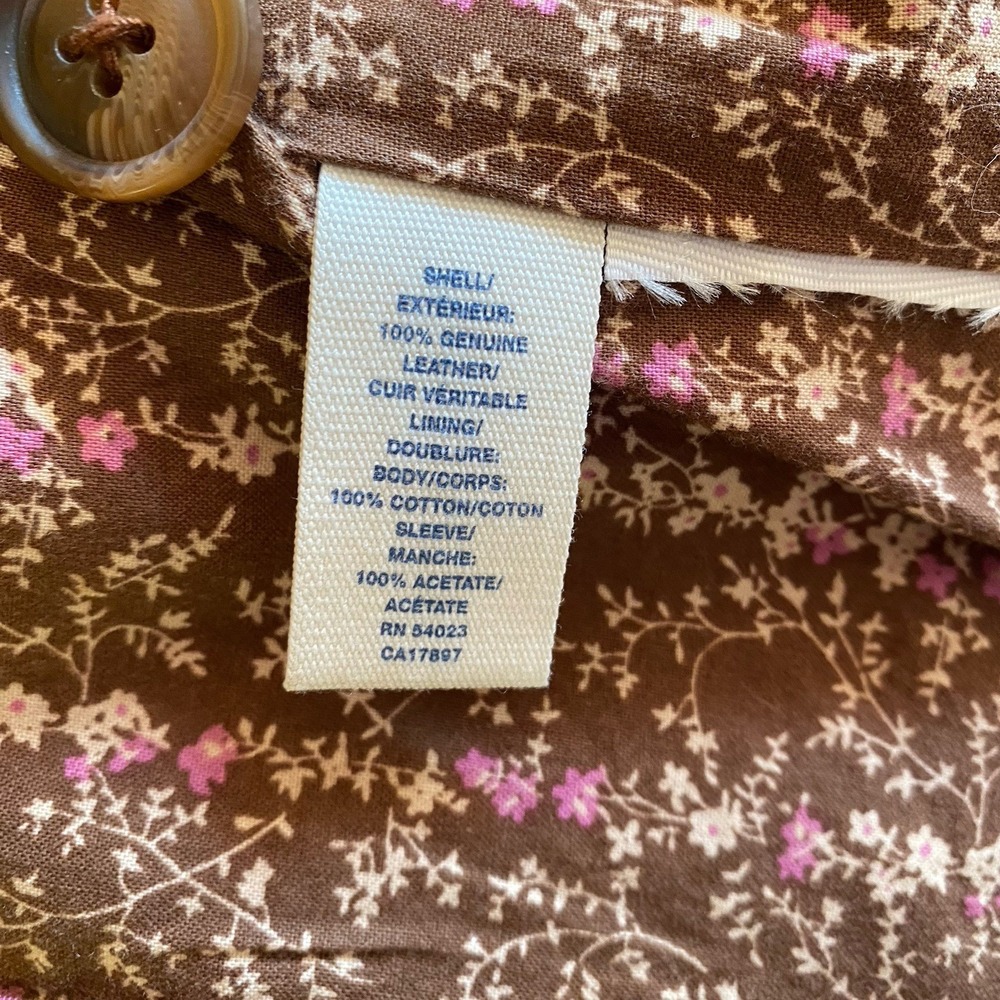 SHELL/
EXTÉRIEUR:
100% GENUINE
LEATHER/
CUIR VÉRITABLE
LINING/
DOUBLURE:
BODY/CORPS:
100% COTTON/COTON
SLEEVE/
MANCHE:
100% ACETATE/
ACÉTATE
RN 54023
CA17897